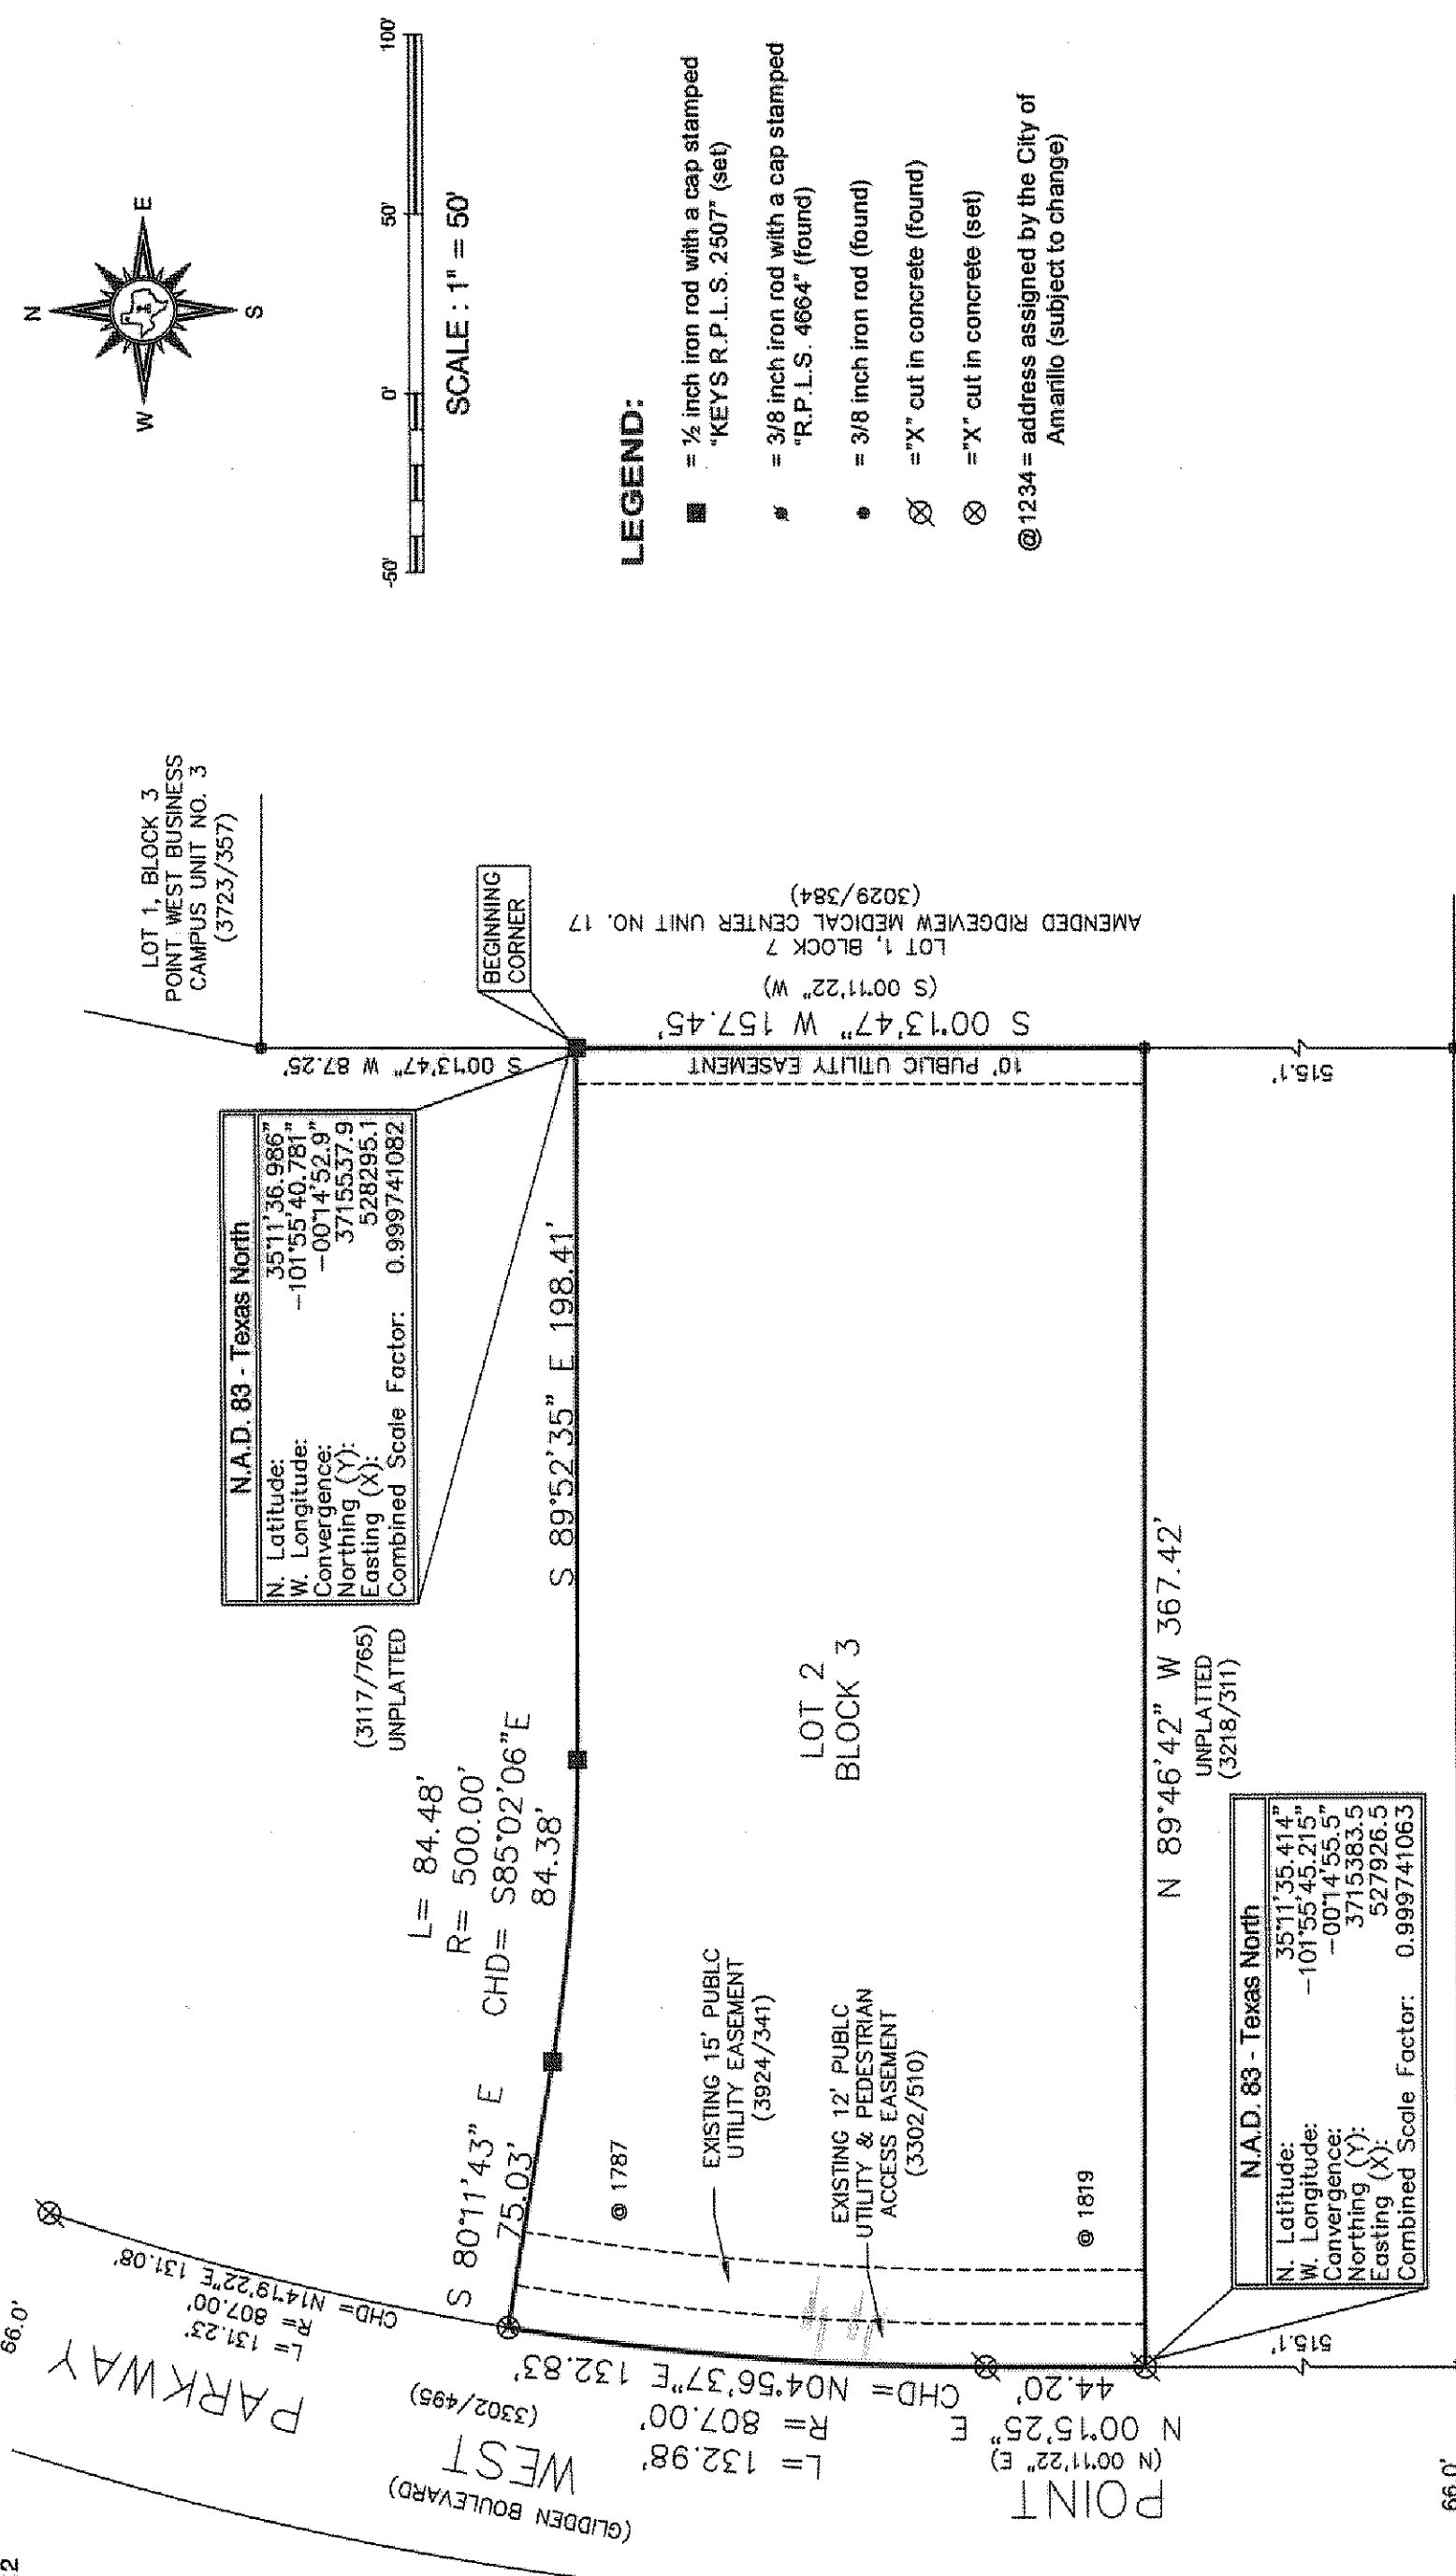 N
W
E
S
-50'
0'
50'
100'
SCALE : 1" = 50'
LEGEND:
= ½ inch iron rod with a cap stamped
"KEYS R.P.L.S. 2507" (set)
= 3/8 inch iron rod with a cap stamped
"R.P.L.S. 4664" (found)
= 3/8 inch iron rod (found)
="X" cut in concrete (found)
="X" cut in concrete (set)
@1234 = address assigned by the City of
Amarillo (subject to change)
LOT 1, BLOCK 3
POINT WEST BUSINESS
CAMPUS UNIT NO. 3
(3723/357)
S 00°13'47" W 87.25'
BEGINNING
CORNER
N.A.D. 83 - Texas North
N. Latitude: 35°11'36.986"
W. Longitude: -101°55'40.781"
Convergence: -00°14'52.9"
Northing (Y): 3715537.9
Easting (X): 528295.1
Combined Scale Factor: 0.999741082
(3117/765)
UNPLATTED
L= 84.48'
R= 500.00'
CHD= S85°02'06"E
84.38'
S 89°52'35" E 198.41'
S 80°11'43" E
75.03'
10' PUBLIC UTILITY EASEMENT
S 00°13'47" W 157.45'
(S 00°11'22" W)
LOT 1, BLOCK 7
AMENDED RIDGEVIEW MEDICAL CENTER UNIT NO. 17
(3029/384)
515.1'
LOT 2
BLOCK 3
EXISTING 15' PUBLC
UTILITY EASEMENT
(3924/341)
EXISTING 12' PUBLC
UTILITY & PEDESTRIAN
ACCESS EASEMENT
(3302/510)
@ 1787
@ 1819
N 89°46'42" W 367.42'
UNPLATTED
(3218/311)
N.A.D. 83 - Texas North
N. Latitude: 35°11'35.414"
W. Longitude: -101°55'45.215"
Convergence: -00°14'55.5"
Northing (Y): 3715383.5
Easting (X): 527926.5
Combined Scale Factor: 0.999741063
515.1'
66.0'
L= 131.23'
R= 807.00'
CHD= N14°19'22"E 131.08'
POINT WEST PARKWAY
(3302/495)
(GLIDDEN BOULEVARD)
L= 132.98'
R= 807.00'
CHD= N04°56'37"E 132.83'
N 00°15'25" E
44.20'
(N 00°11'22" E)
66.0'